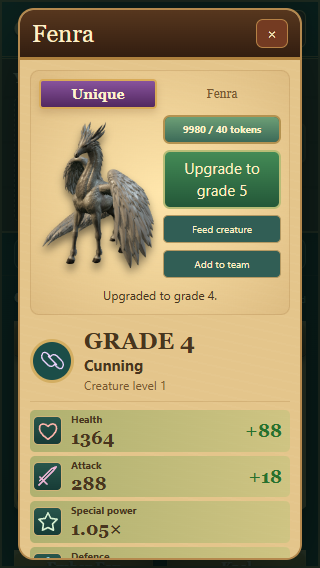 Fenra
×
Unique
Fenra
9980 / 40 tokens
Upgrade to
grade 5
Feed creature
Add to team
Upgraded to grade 4.
GRADE 4
Cunning
Creature level 1
Health
1364
+88
Attack
288
+18
Special power
1.05×
Defence